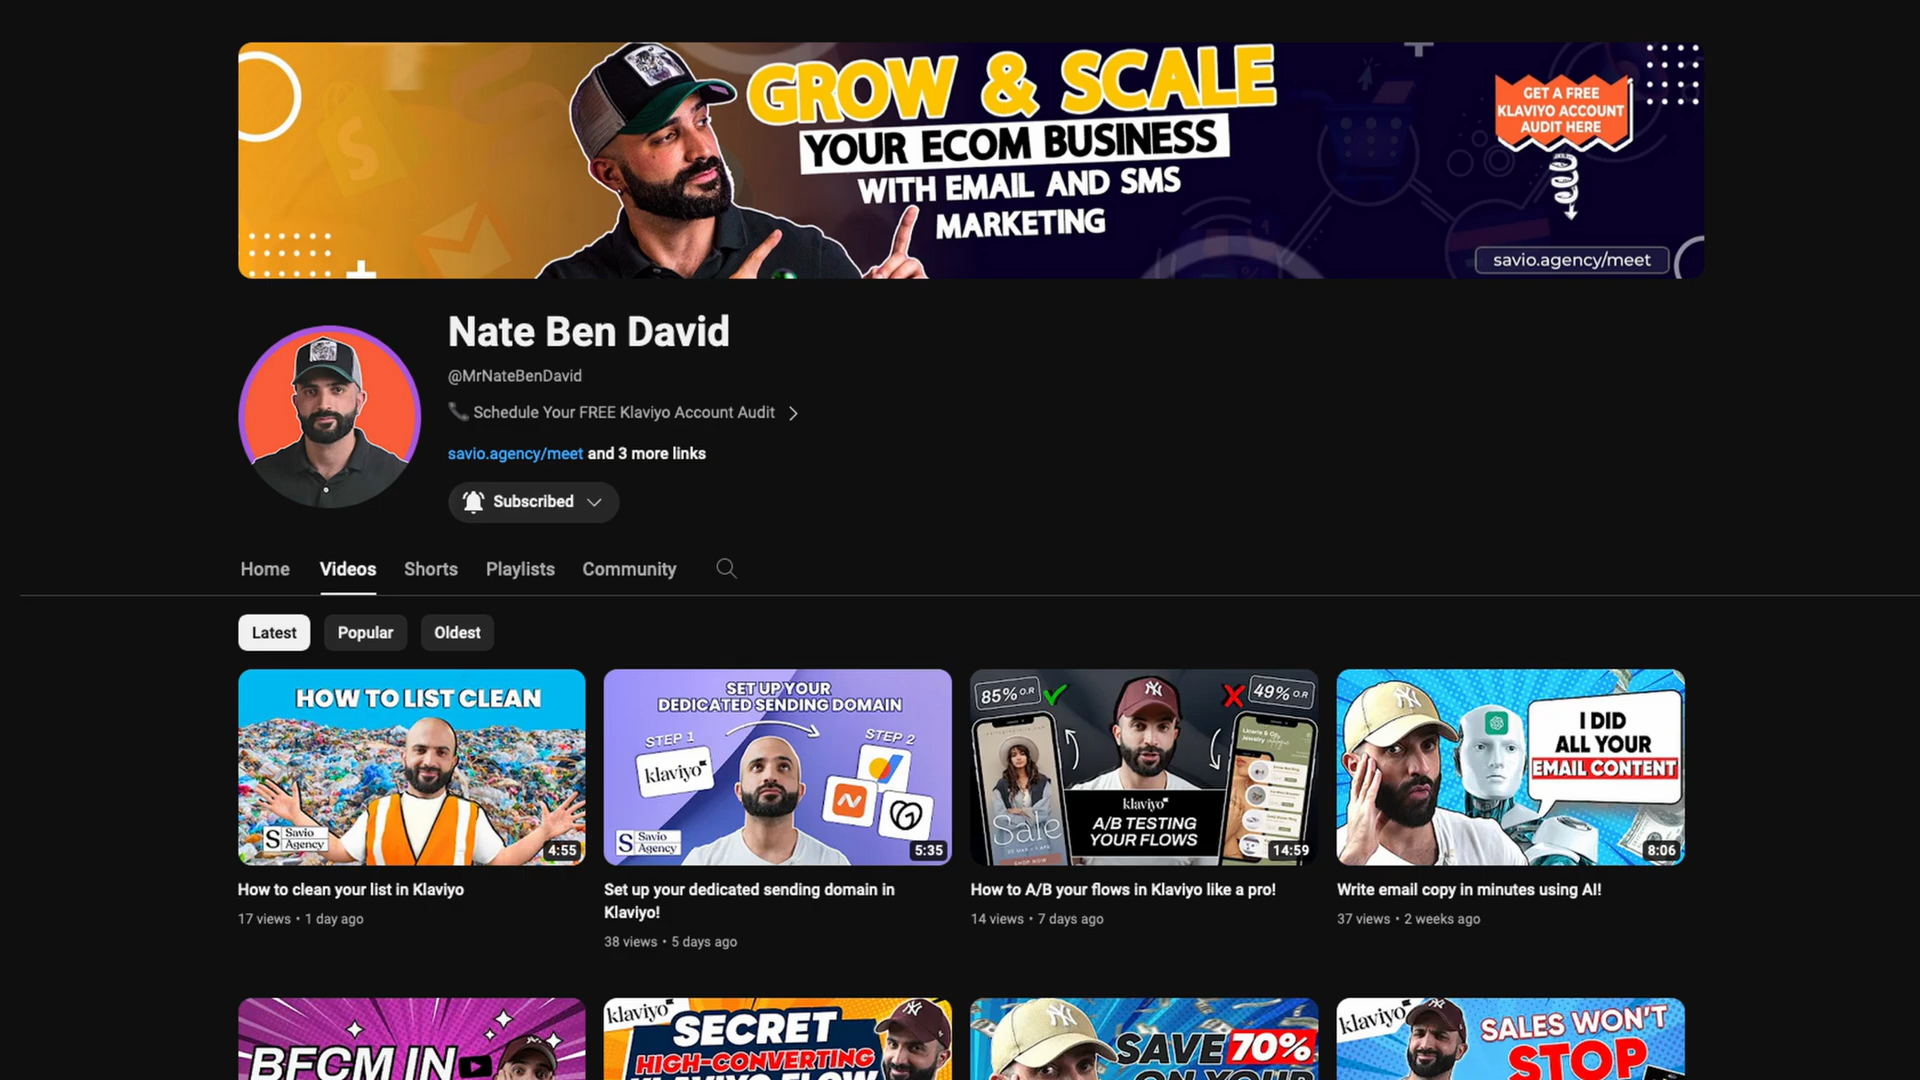 GROW & SCALE
YOUR ECOM BUSINESS
WITH EMAIL AND SMS
MARKETING
GET A FREE
KLAVIYO ACCOUNT
AUDIT HERE
savio.agency/meet
Nate Ben David
@MrNateBenDavid
Schedule Your FREE Klaviyo Account Audit
savio.agency/meet and 3 more links
Subscribed
Home Videos Shorts Playlists Community
Latest Popular Oldest
HOW TO LIST CLEAN
S Savio
Agency
4:55
SET UP YOUR
DEDICATED SENDING DOMAIN
STEP 1
STEP 2
klaviyo
S Savio
Agency
5:35
85% O.R
49% O.R
Sale
SHOP NOW
klaviyo
A/B TESTING
YOUR FLOWS
14:59
I DID
ALL YOUR
EMAIL CONTENT
8:06
How to clean your list in Klaviyo
17 views • 1 day ago
Set up your dedicated sending domain in
Klaviyo!
38 views • 5 days ago
How to A/B your flows in Klaviyo like a pro!
14 views • 7 days ago
Write email copy in minutes using AI!
37 views • 2 weeks ago
BFCM IN
klaviyo
SECRET
HIGH-CONVERTING
KLAVIYO FLOW
SAVE 70%
ON YOUR
klaviyo
SALES WON'T
STOP